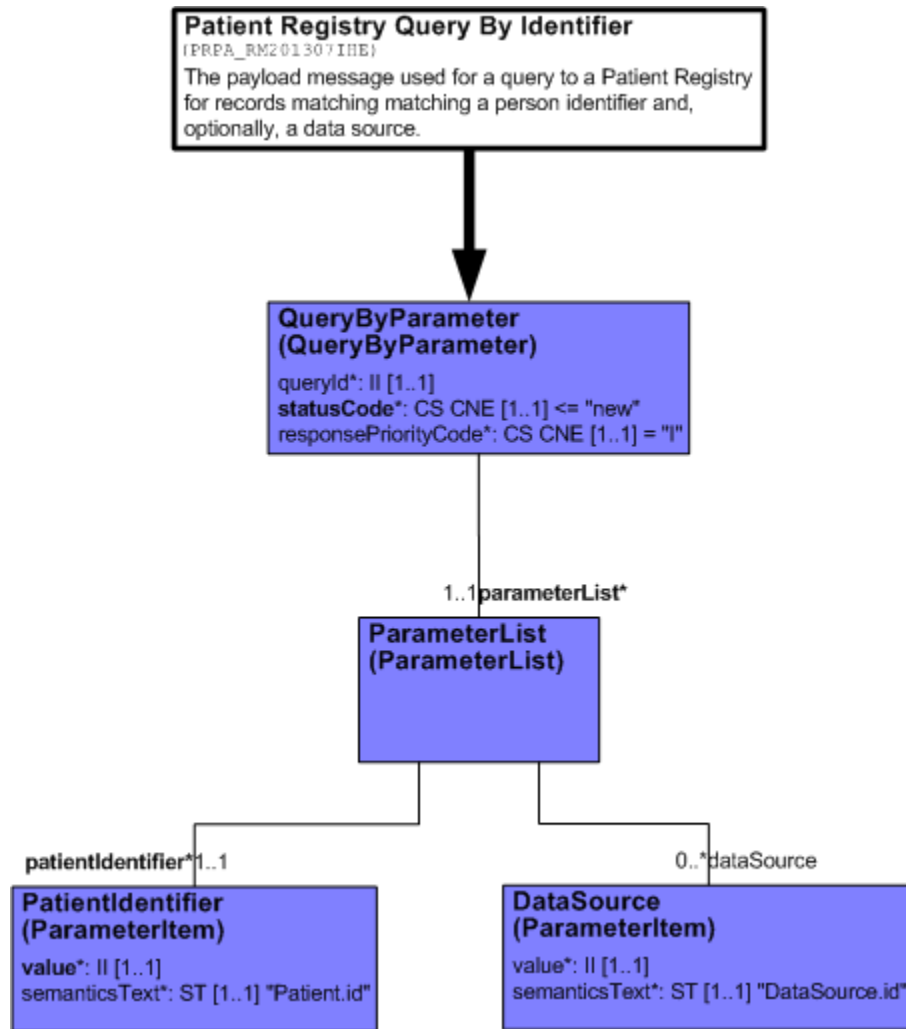 Patient Registry Query By Identifier
(PRPA_RM201307IHE)
The payload message used for a query to a Patient Registry
for records matching matching a person identifier and,
optionally, a data source.
QueryByParameter
(QueryByParameter)
queryId*: II [1..1]
statusCode*: CS CNE [1..1] <= "new"
responsePriorityCode*: CS CNE [1..1] = "I"
1..1parameterList*
ParameterList
(ParameterList)
patientIdentifier*1..1
0..*dataSource
PatientIdentifier
(ParameterItem)
value*: II [1..1]
semanticsText*: ST [1..1] "Patient.id"
DataSource
(ParameterItem)
value*: II [1..1]
semanticsText*: ST [1..1] "DataSource.id"